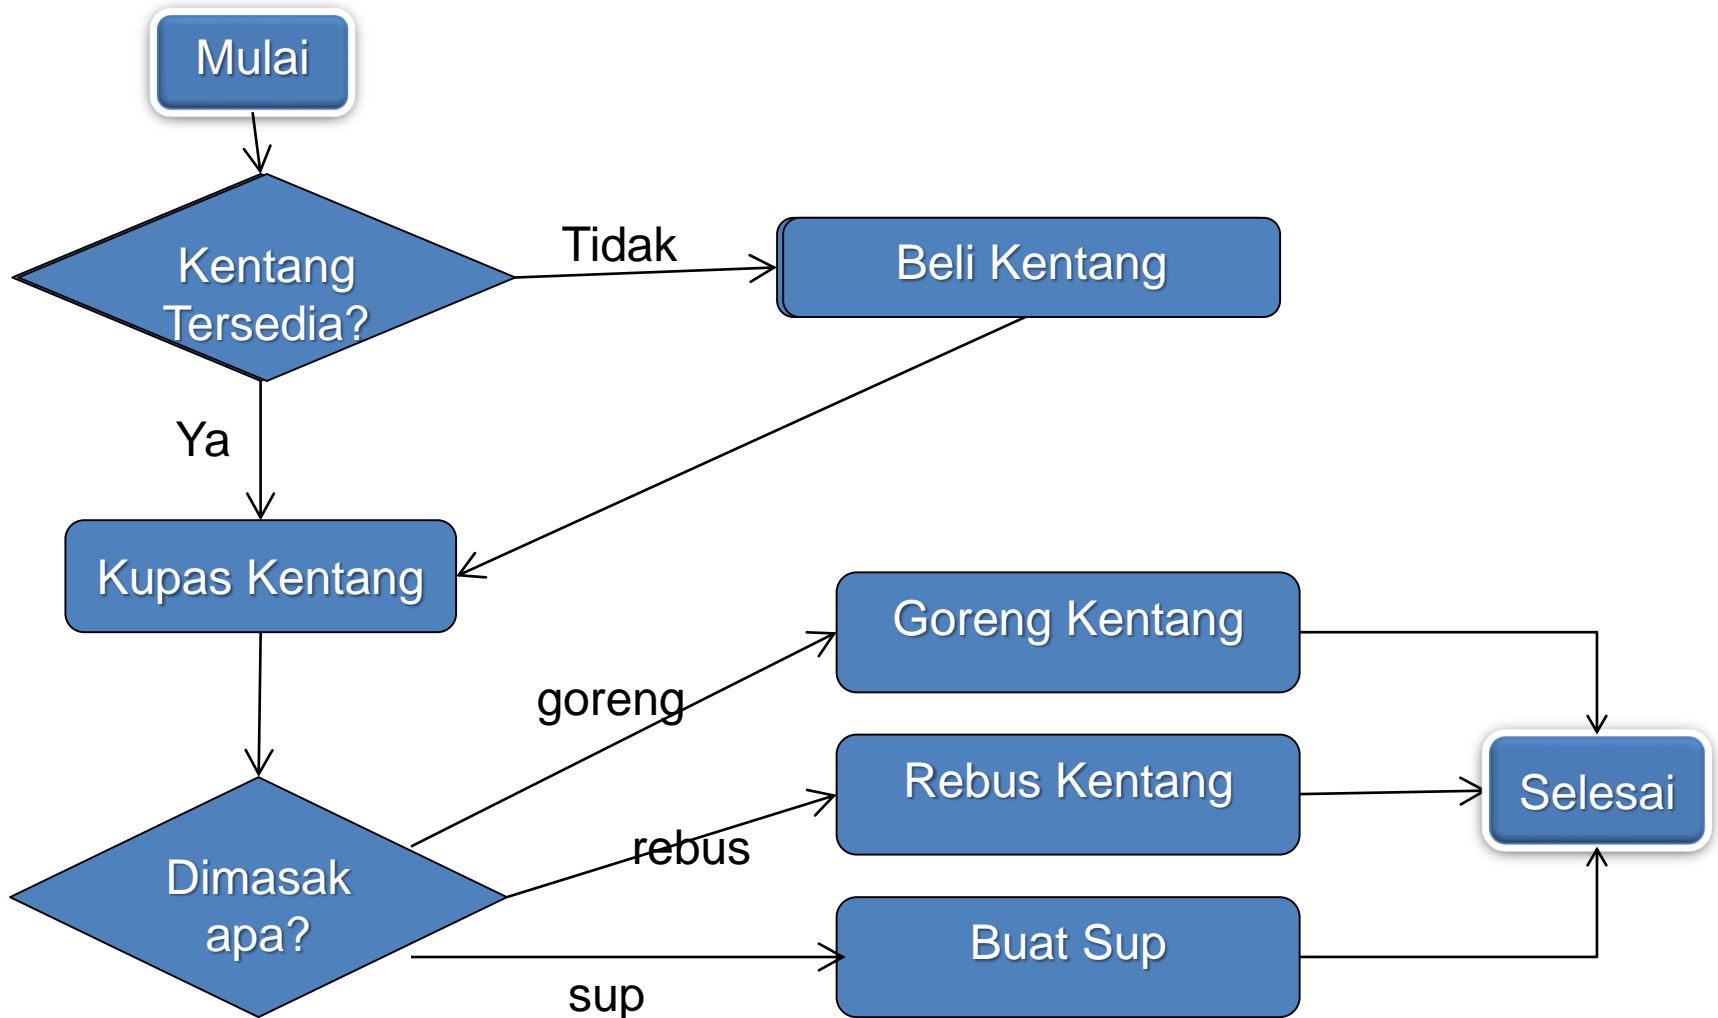 Mulai
Kentang
Tersedia?
Tidak
Beli Kentang
Ya
Kupas Kentang
goreng
Goreng Kentang
rebus
Rebus Kentang
Selesai
Dimasak
apa?
sup
Buat Sup